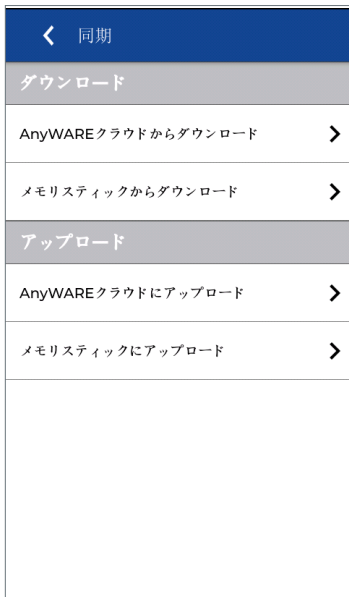 同期
ダウンロード
AnyWAREクラウドからダウンロード
メモリスティックからダウンロード
アップロード
AnyWAREクラウドにアップロード
メモリスティックにアップロード